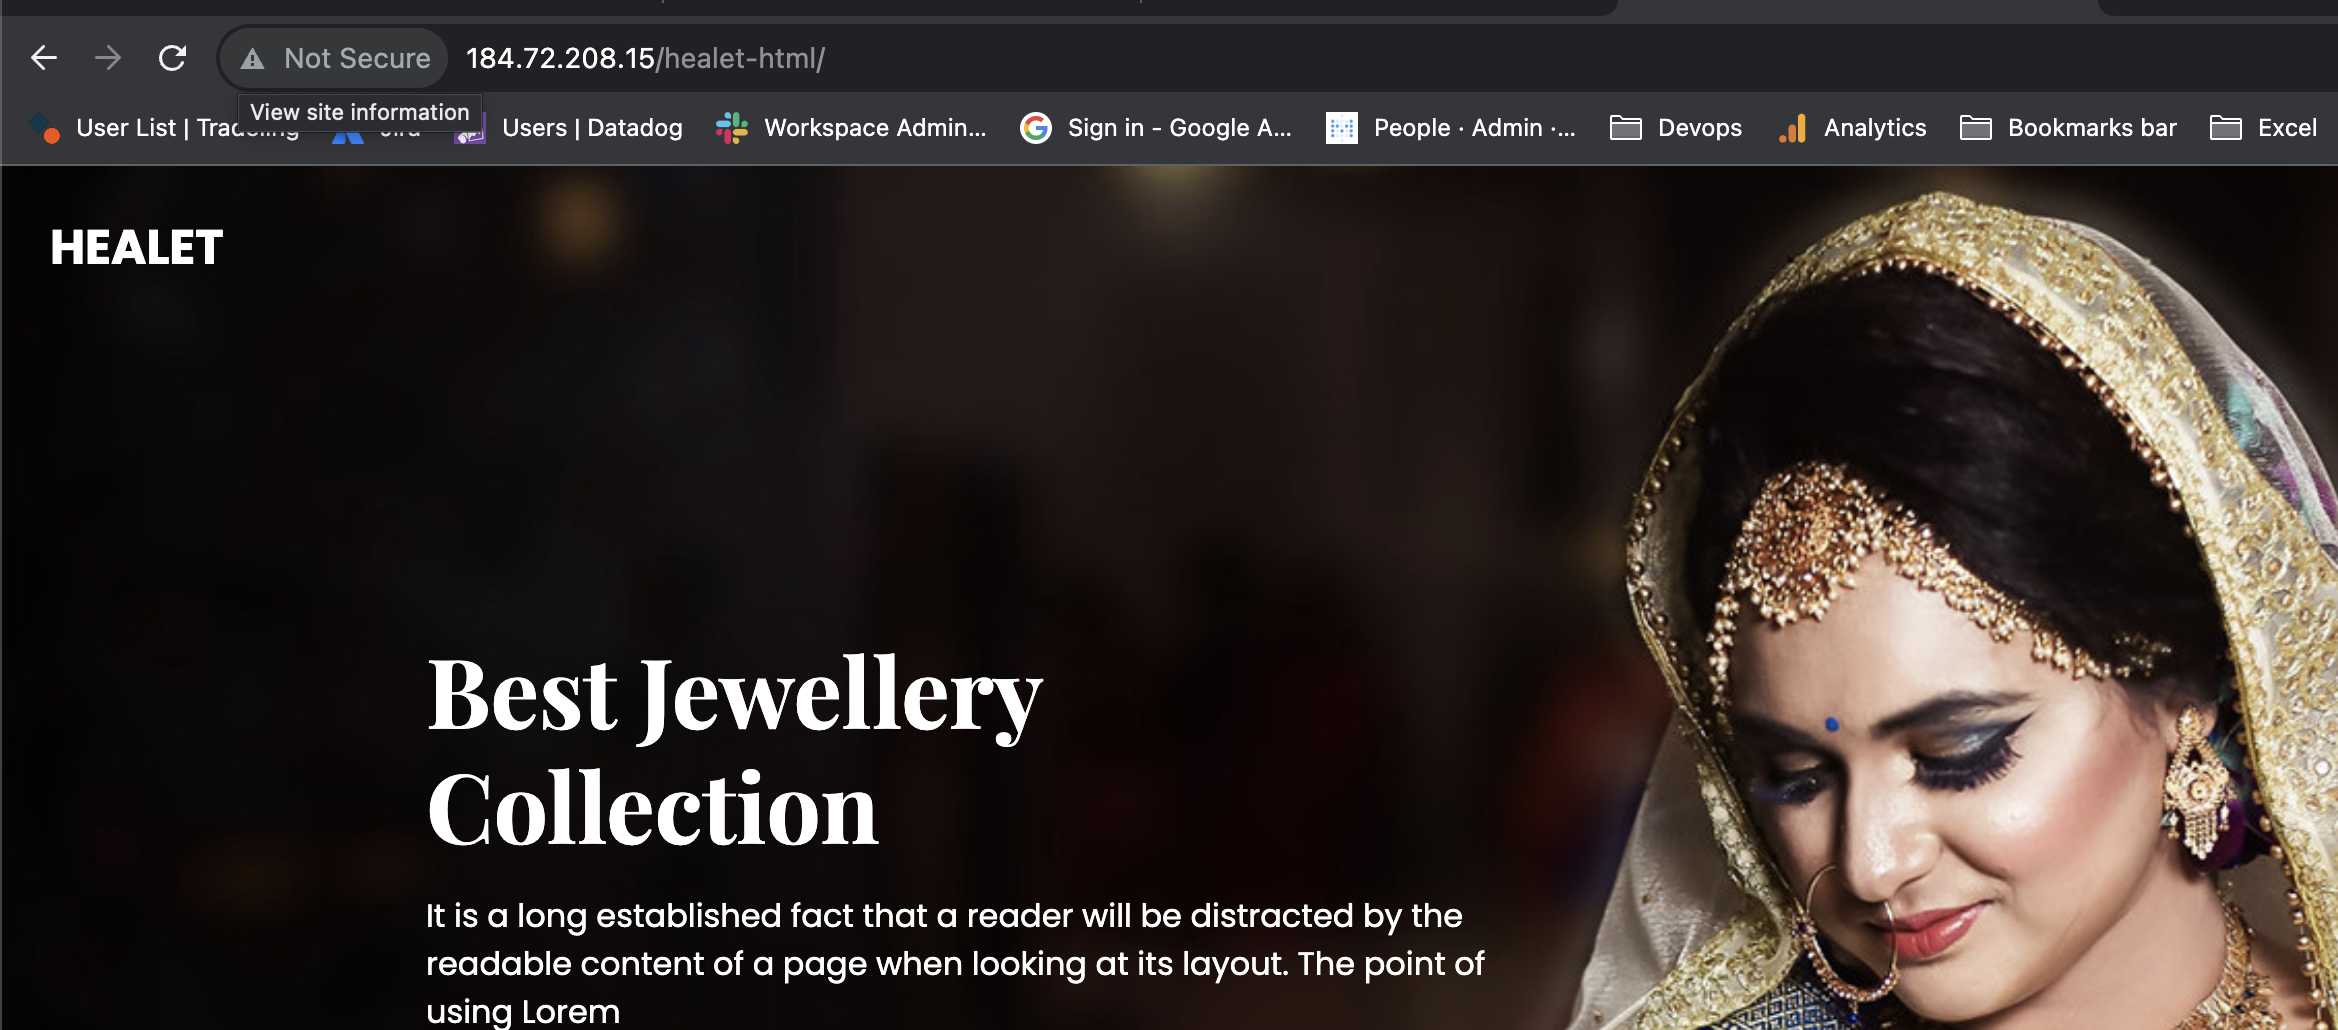 Not Secure 184.72.208.15/healet-html/
View site information
User List | Tradeling Jira Users | Datadog Workspace Admin... Sign in - Google A... People · Admin ·... Devops Analytics Bookmarks bar Excel
HEALET
Best Jewellery
Collection
It is a long established fact that a reader will be distracted by the
readable content of a page when looking at its layout. The point of
using Lorem